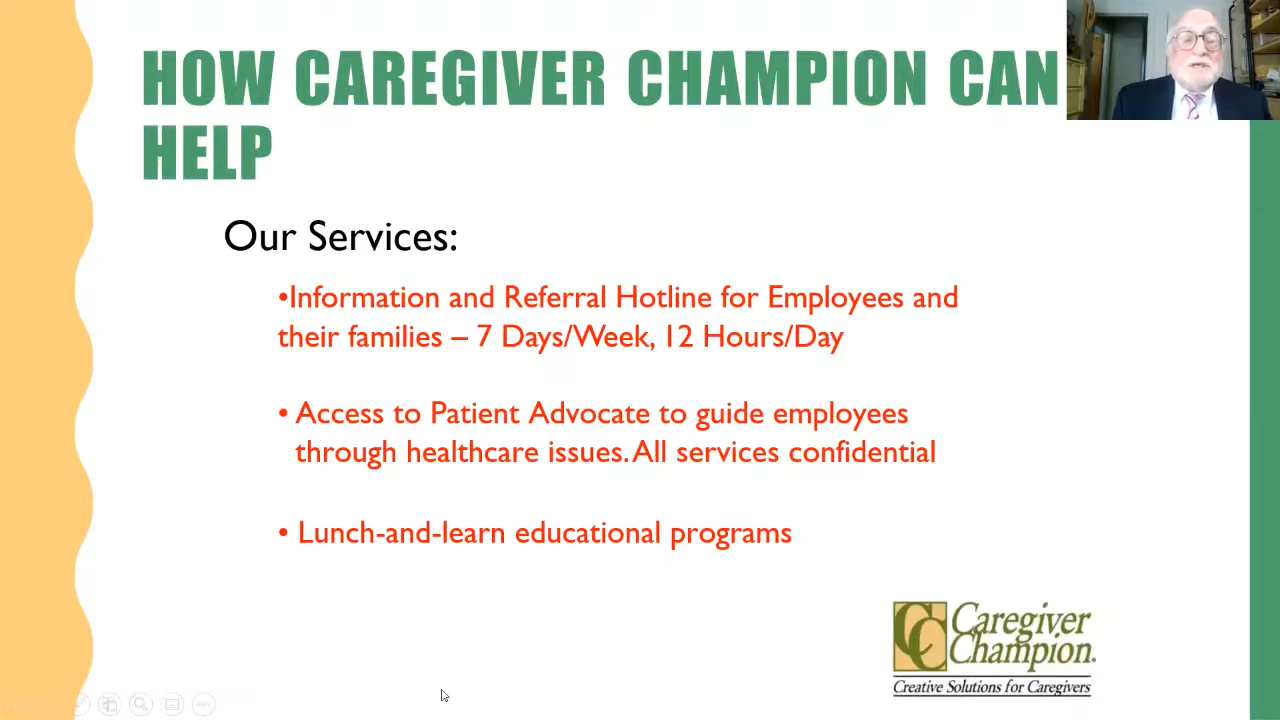 HOW CAREGIVER CHAMPION CAN
HELP
Our Services:
•Information and Referral Hotline for Employees and
their families – 7 Days/Week, 12 Hours/Day
• Access to Patient Advocate to guide employees
through healthcare issues. All services confidential
• Lunch-and-learn educational programs
CC Caregiver
Champion.
Creative Solutions for Caregivers